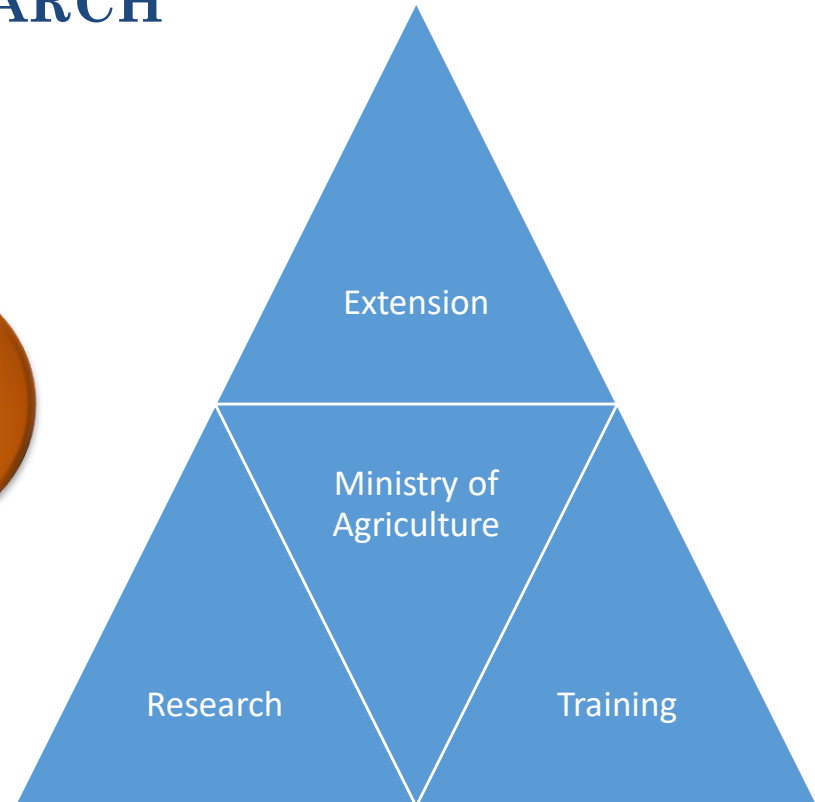 ARCH
Extension
Ministry of
Agriculture
Research
Training